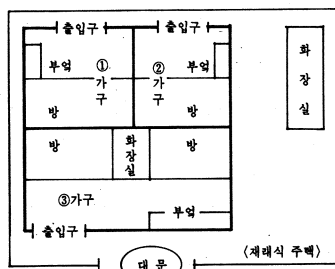 출입구 출입구
부엌 ① 가구 ② 가구 부엌
방 방
화장실
방 화장실 방
③가구
부엌
출입구
대문
〈재래식 주택〉